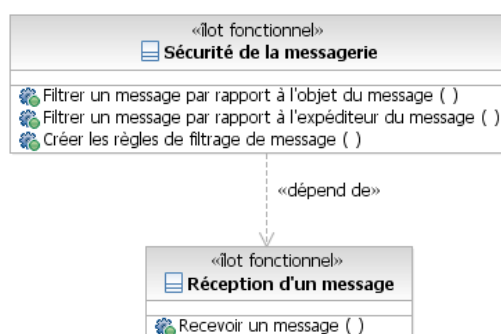 «îlot fonctionnel»
Sécurité de la messagerie
Filtrer un message par rapport à l'objet du message ( )
Filtrer un message par rapport à l'expéditeur du message ( )
Créer les règles de filtrage de message ( )
«dépend de»
«îlot fonctionnel»
Réception d'un message
Recevoir un message ( )